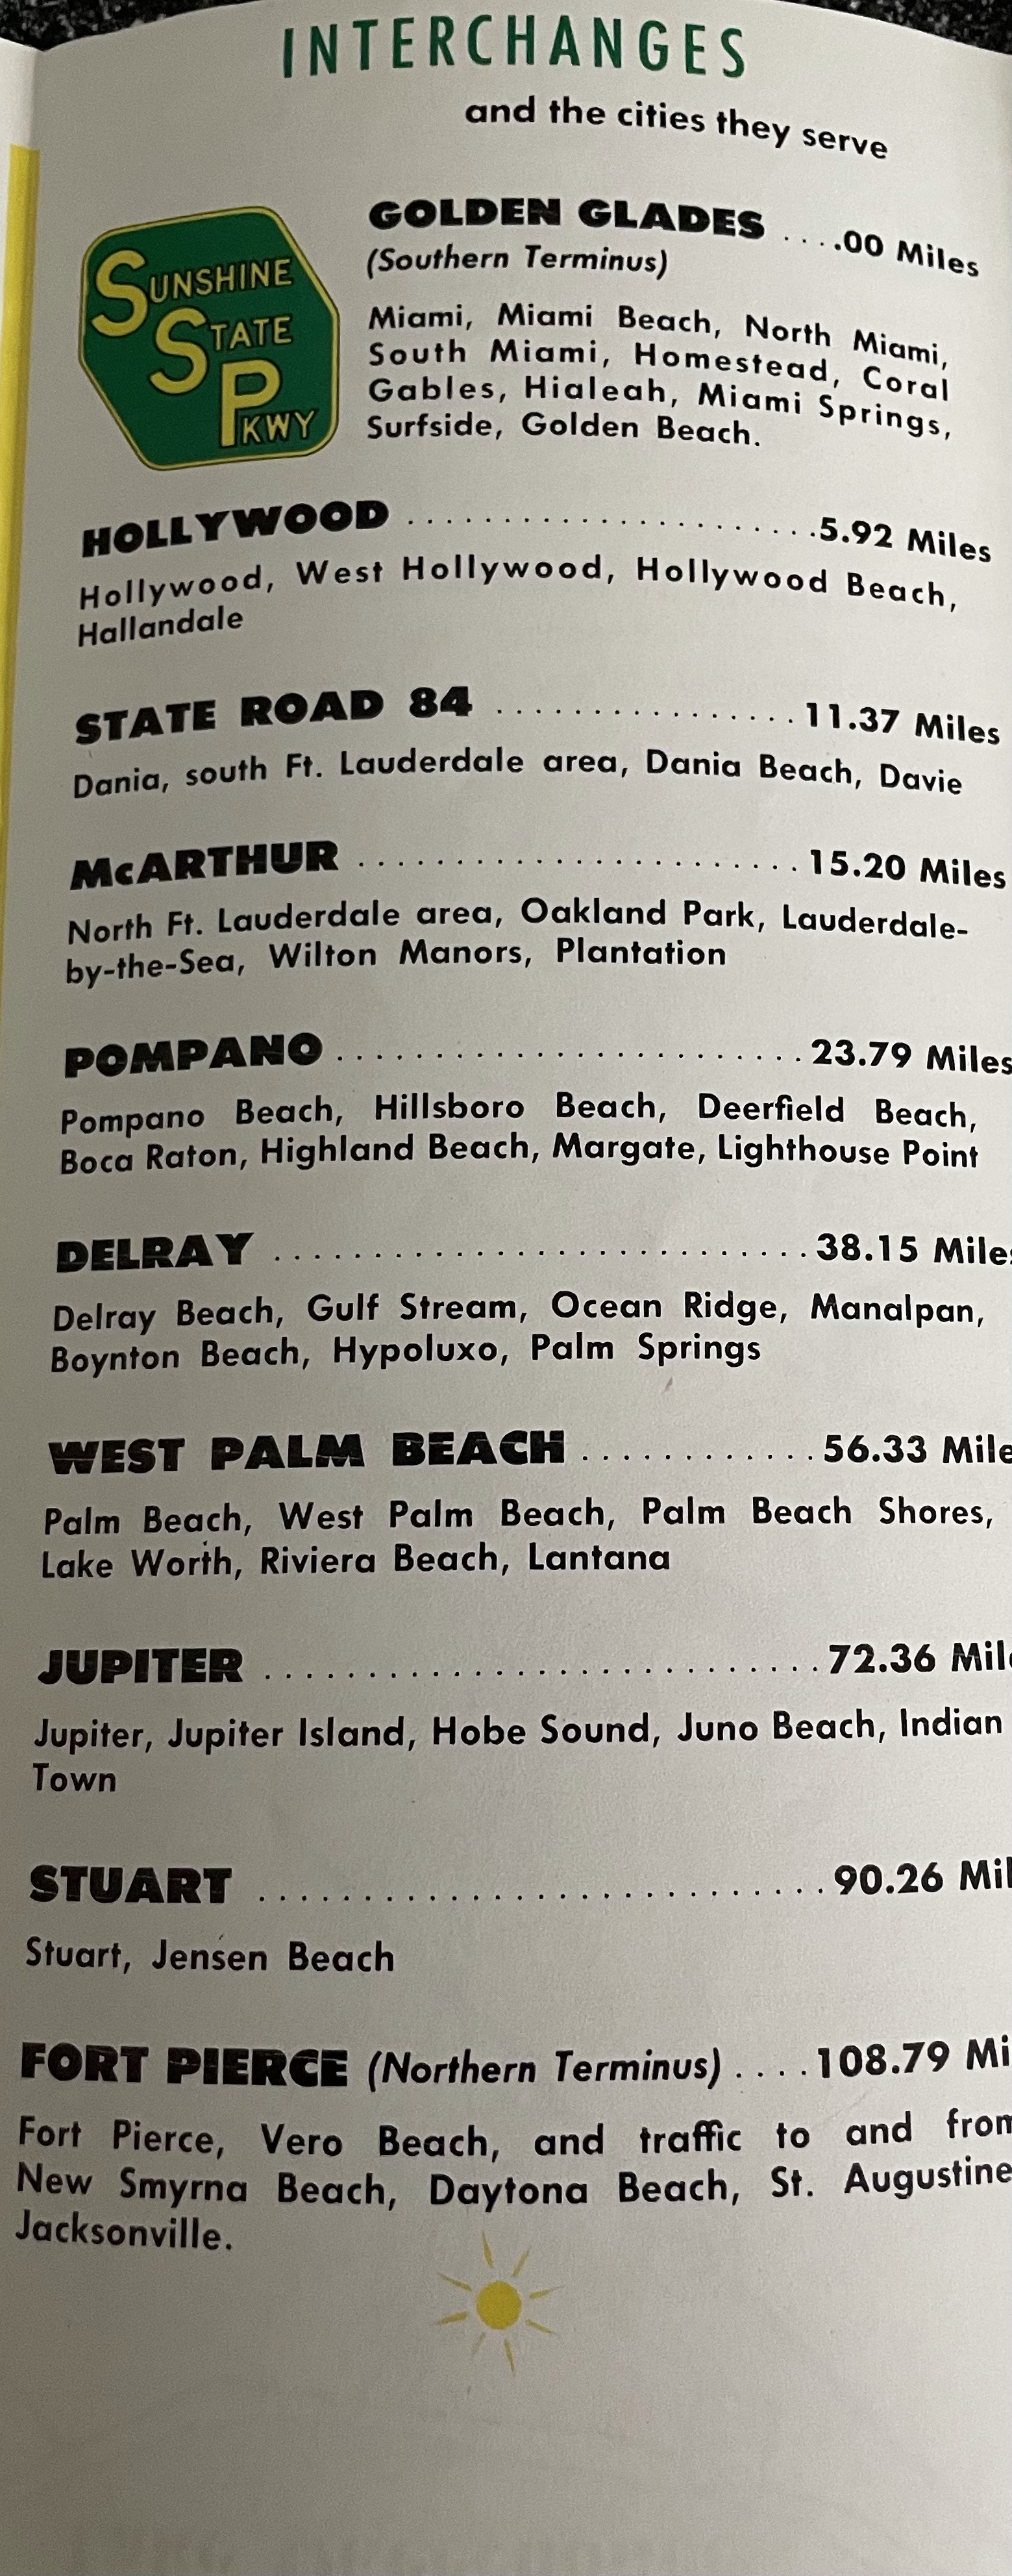 INTERCHANGES
and the cities they serve
SUNSHINE
STATE
PKWY
GOLDEN GLADES ....00 Miles
(Southern Terminus)
Miami, Miami Beach, North Miami,
South Miami, Homestead, Coral
Gables, Hialeah, Miami Springs,
Surfside, Golden Beach.
HOLLYWOOD ......................5.92 Miles
Hollywood, West Hollywood, Hollywood Beach,
Hallandale
STATE ROAD 84 ................11.37 Miles
Dania, south Ft. Lauderdale area, Dania Beach, Davie
McARTHUR .......................15.20 Miles
North Ft. Lauderdale area, Oakland Park, Lauderdale-
by-the-Sea, Wilton Manors, Plantation
POMPANO ........................23.79 Miles
Pompano Beach, Hillsboro Beach, Deerfield Beach,
Boca Raton, Highland Beach, Margate, Lighthouse Point
DELRAY ...........................38.15 Miles
Delray Beach, Gulf Stream, Ocean Ridge, Manalpan,
Boynton Beach, Hypoluxo, Palm Springs
WEST PALM BEACH ............56.33 Mile
Palm Beach, West Palm Beach, Palm Beach Shores,
Lake Worth, Riviera Beach, Lantana
JUPITER ...........................72.36 Mil
Jupiter, Jupiter Island, Hobe Sound, Juno Beach, Indian
Town
STUART ...........................90.26 Mil
Stuart, Jensen Beach
FORT PIERCE (Northern Terminus) ....108.79 Mi
Fort Pierce, Vero Beach, and traffic to and from
New Smyrna Beach, Daytona Beach, St. Augustine
Jacksonville.